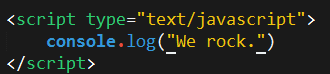 <script type="text/javascript">
    console.log("We rock.")
</script>